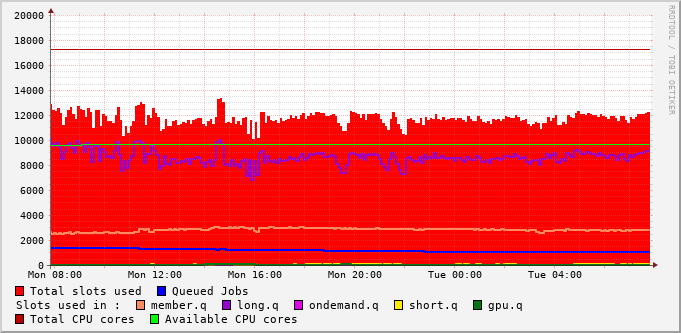 RRDTOOL / TOBI OETIKER
20000
18000
16000
14000
12000
10000
8000
6000
4000
2000
0
Mon 08:00 Mon 12:00 Mon 16:00 Mon 20:00 Tue 00:00 Tue 04:00
Total slots used Queued Jobs
Slots used in : member.q long.q ondemand.q short.q gpu.q
Total CPU cores Available CPU cores